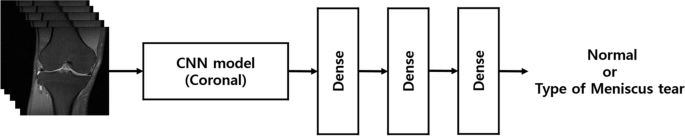 CNN model
(Coronal)
Dense
Dense
Dense
Normal
or
Type of Meniscus tear